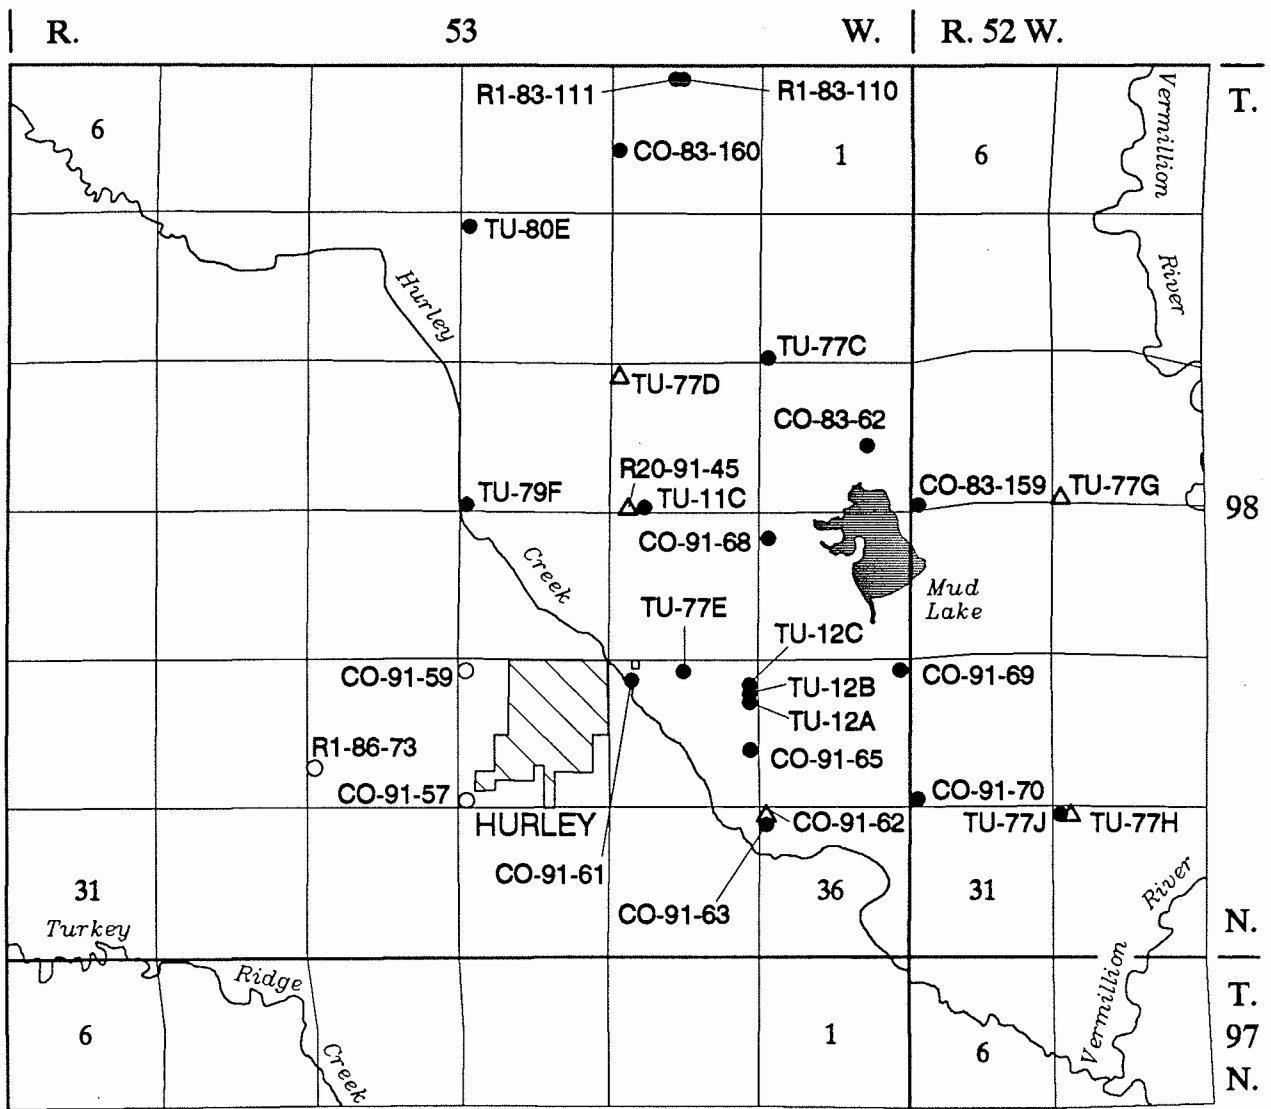 R. 53 W. R. 52 W.
T.
R1-83-111 R1-83-110
6
CO-83-160 1 6
Vermillion
River
TU-80E
Hurley
TU-77C
TU-77D
CO-83-62
R20-91-45
TU-79F TU-11C CO-83-159 TU-77G
98
CO-91-68
Creek
Mud
Lake
TU-77E
TU-12C
CO-91-59 TU-12B CO-91-69
TU-12A
R1-86-73
CO-91-65
CO-91-57 CO-91-70
HURLEY CO-91-62 TU-77J TU-77H
CO-91-61
31 36 31
River
CO-91-63
Turkey
N.
Ridge
Vermillion
T.
6 1 6
97
Creek
N.